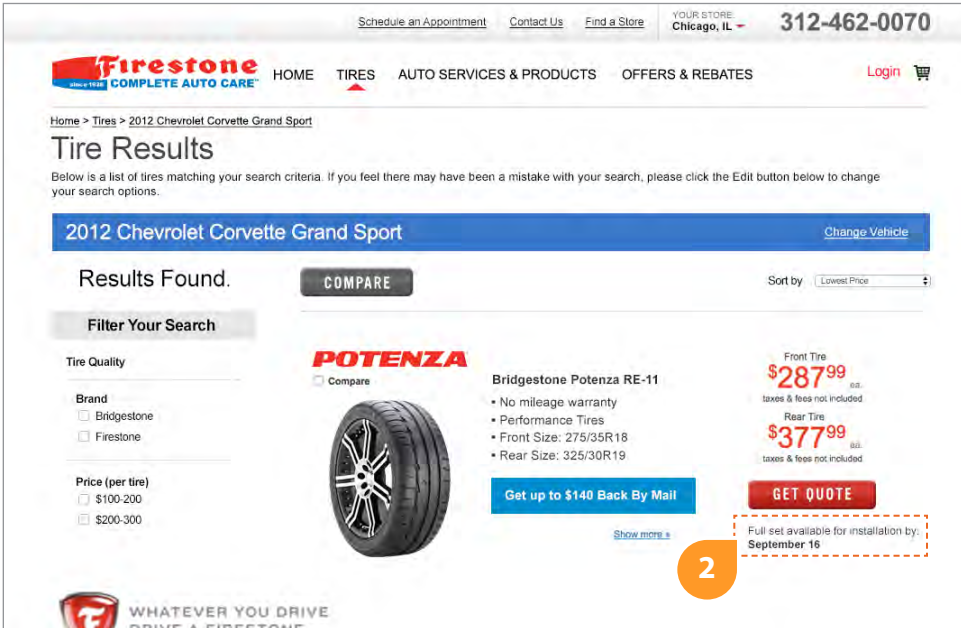 Schedule an Appointment Contact Us Find a Store YOUR STORE:
Chicago, IL 312-462-0070
Firestone
since 1926 COMPLETE AUTO CARE™
HOME TIRES AUTO SERVICES & PRODUCTS OFFERS & REBATES Login
Home > Tires > 2012 Chevrolet Corvette Grand Sport
Tire Results
Below is a list of tires matching your search criteria. If you feel there may have been a mistake with your search, please click the Edit button below to change
your search options.
2012 Chevrolet Corvette Grand Sport Change Vehicle
Results Found. COMPARE Sort by Lowest Price
Filter Your Search
Tire Quality
Brand
Bridgestone
Firestone
Price (per tire)
$100-200
$200-300
POTENZA
Compare
Bridgestone Potenza RE-11
▪ No mileage warranty
▪ Performance Tires
▪ Front Size: 275/35R18
▪ Rear Size: 325/30R19
Get up to $140 Back By Mail
Show more »
Front Tire
$287⁹⁹ ea.
taxes & fees not included
Rear Tire
$377⁹⁹ ea.
taxes & fees not included
GET QUOTE
Full set available for installation by:
September 16
2
F
WHATEVER YOU DRIVE
DRIVE A FIRESTONE